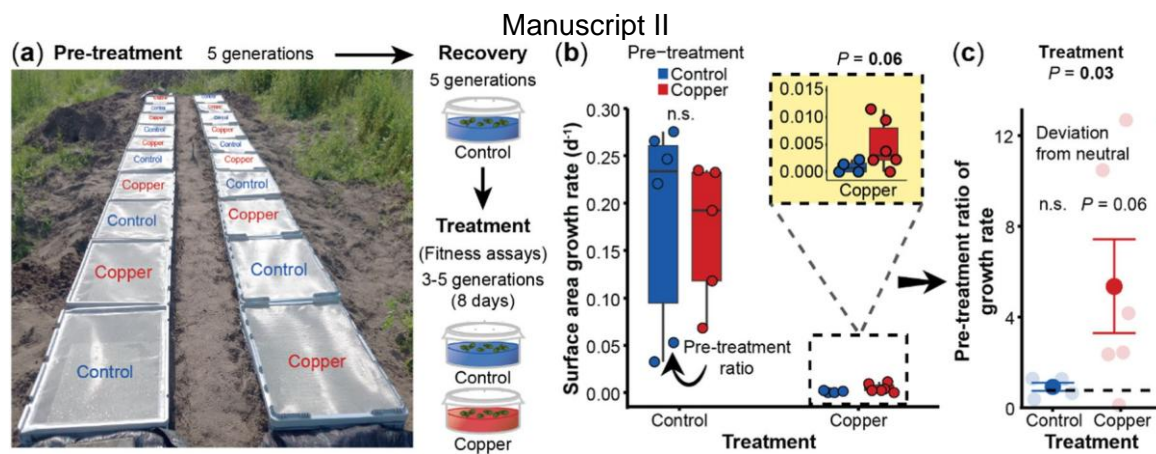 Manuscript II
(a) Pre-treatment 5 generations
Control
Copper
Copper
Control
Control
Copper
Copper
Control
Control
Copper
Copper
Control
Control
Copper
Recovery
5 generations
Control
Treatment
(Fitness assays)
3-5 generations
(8 days)
Control
Copper
(b) Pre-treatment
Control
Copper
n.s.
P = 0.06
0.015
0.010
0.005
0.000
Copper
Surface area growth rate (d⁻¹)
0.30
0.25
0.20
0.15
0.10
0.05
0.00
Pre-treatment
ratio
Control Copper
Treatment
(c) Treatment
P = 0.03
Deviation
from neutral
n.s. P = 0.06
Pre-treatment ratio of
growth rate
12
8
4
0
Control Copper
Treatment